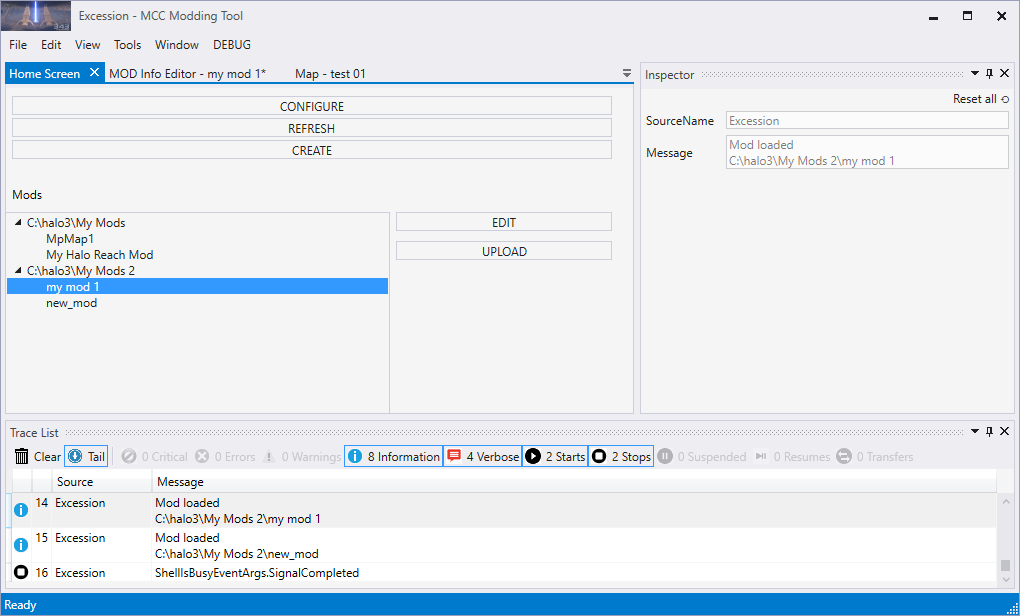 343
Excession - MCC Modding Tool
File Edit View Tools Window DEBUG
Home Screen MOD Info Editor - my mod 1* Map - test 01
CONFIGURE
REFRESH
CREATE
Mods
C:\halo3\My Mods
MpMap1
My Halo Reach Mod
C:\halo3\My Mods 2
my mod 1
new_mod
EDIT
UPLOAD
Inspector
Reset all
SourceName Excession
Message Mod loaded
C:\halo3\My Mods 2\my mod 1
Trace List
Clear Tail 0 Critical 0 Errors 0 Warnings 8 Information 4 Verbose 2 Starts 2 Stops 0 Suspended 0 Resumes 0 Transfers
Source Message
14 Excession Mod loaded
C:\halo3\My Mods 2\my mod 1
15 Excession Mod loaded
C:\halo3\My Mods 2\new_mod
16 Excession ShellIsBusyEventArgs.SignalCompleted
Ready